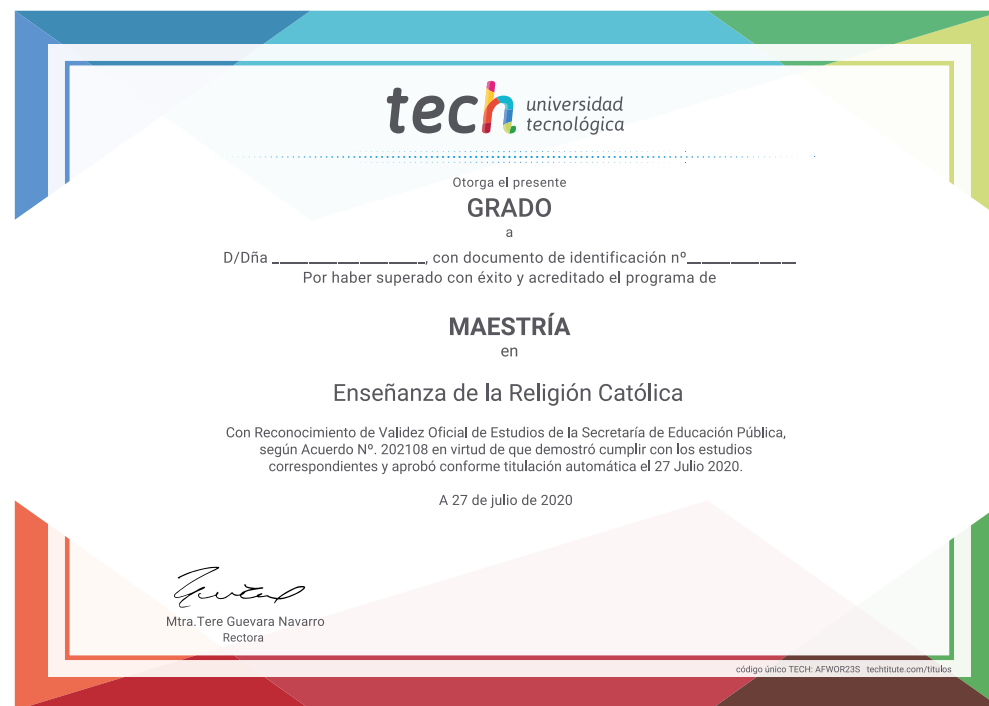 tech universidad
tecnológica
Otorga el presente
GRADO
a
D/Dña ____________________, con documento de identificación nº______________
Por haber superado con éxito y acreditado el programa de
MAESTRÍA
en
Enseñanza de la Religión Católica
Con Reconocimiento de Validez Oficial de Estudios de la Secretaría de Educación Pública,
según Acuerdo Nº. 202108 en virtud de que demostró cumplir con los estudios
correspondientes y aprobó conforme titulación automática el 27 Julio 2020.
A 27 de julio de 2020
Mtra.Tere Guevara Navarro
Rectora
código único TECH: AFWOR23S techtitute.com/titulos